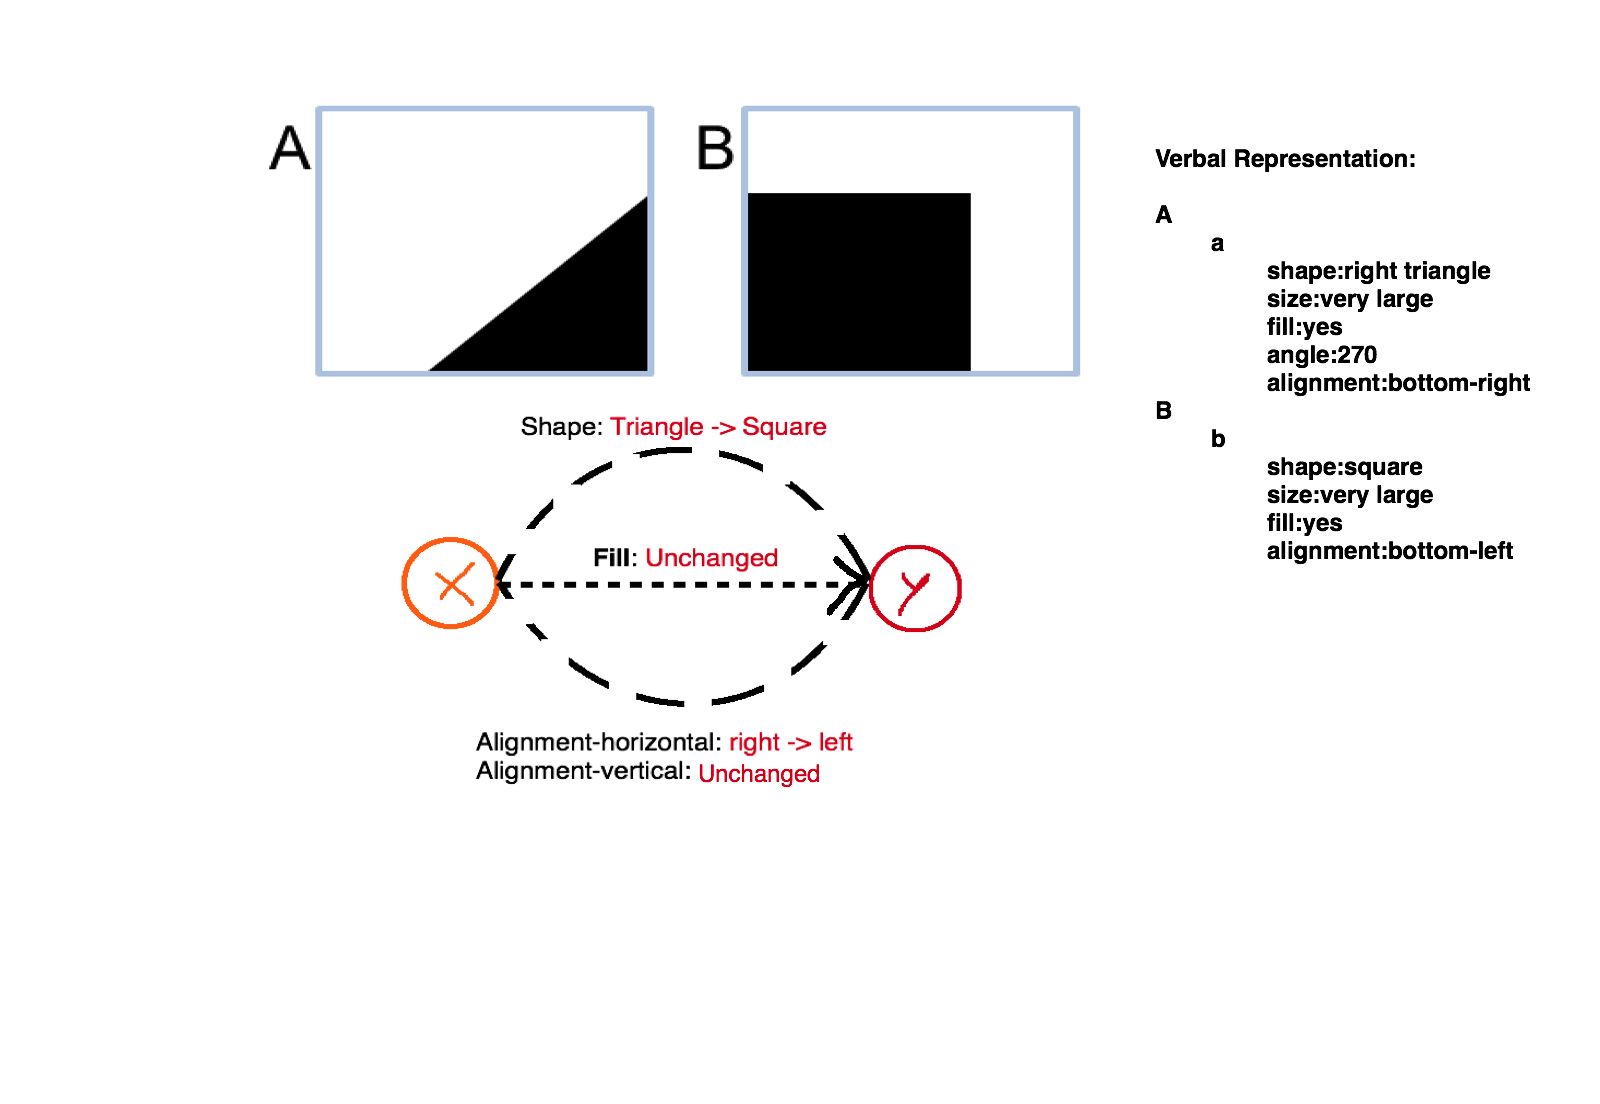 A
B
Shape: Triangle -> Square
Fill: Unchanged
X
y
Alignment-horizontal: right -> left
Alignment-vertical: Unchanged
Verbal Representation:
A
a
shape:right triangle
size:very large
fill:yes
angle:270
alignment:bottom-right
B
b
shape:square
size:very large
fill:yes
alignment:bottom-left